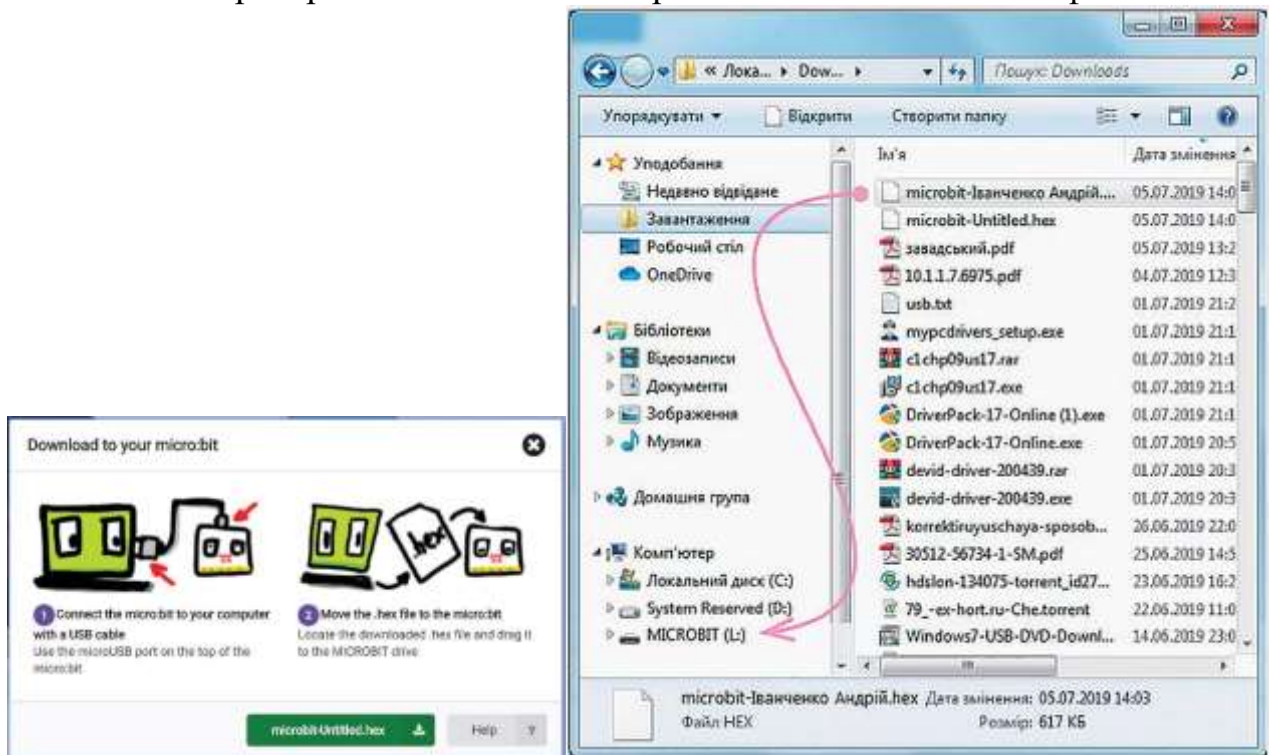 Download to your micro:bit
1 Connect the micro:bit to your computer
with a USB cable
Use the microUSB port on the top of the
micro:bit
.hex
2 Move the .hex file to the micro:bit
Locate the downloaded .hex file and drag it
to the MICROBIT drive
microbit-Untitled.hex
Help ?
« Лока... ▸ Dow... ▸
Пошук: Downloads
Упорядкувати
Відкрити
Створити папку
Уподобання
Недавно відвідане
Завантаження
Робочий стіл
OneDrive
Бібліотеки
Відеозаписи
Документи
Зображення
Музика
Домашня група
Комп'ютер
Локальний диск (C:)
System Reserved (D:)
MICROBIT (L:)
Ім'я Дата змінення
microbit-Іванченко Андрій.... 05.07.2019 14:0
microbit-Untitled.hex 05.07.2019 14:0
завадський.pdf 05.07.2019 13:2
10.1.1.7.6975.pdf 04.07.2019 12:3
usb.txt 01.07.2019 21:2
mypcdrivers_setup.exe 01.07.2019 21:1
c1chp09us17.rar 01.07.2019 21:1
c1chp09us17.exe 01.07.2019 21:1
DriverPack-17-Online (1).exe 01.07.2019 21:1
DriverPack-17-Online.exe 01.07.2019 20:5
devid-driver-200439.rar 01.07.2019 20:3
devid-driver-200439.exe 01.07.2019 20:3
korrektiruyuschaya-sposob... 26.06.2019 22:0
30512-56734-1-SM.pdf 25.06.2019 14:5
hdslon-134075-torrent_id27... 23.06.2019 16:2
79_-ex-hort.ru-Che.torrent 22.06.2019 11:0
Windows7-USB-DVD-Downl... 14.06.2019 23:0
microbit-Іванченко Андрій.hex Дата змінення: 05.07.2019 14:03
Файл HEX Розмір: 617 КБ